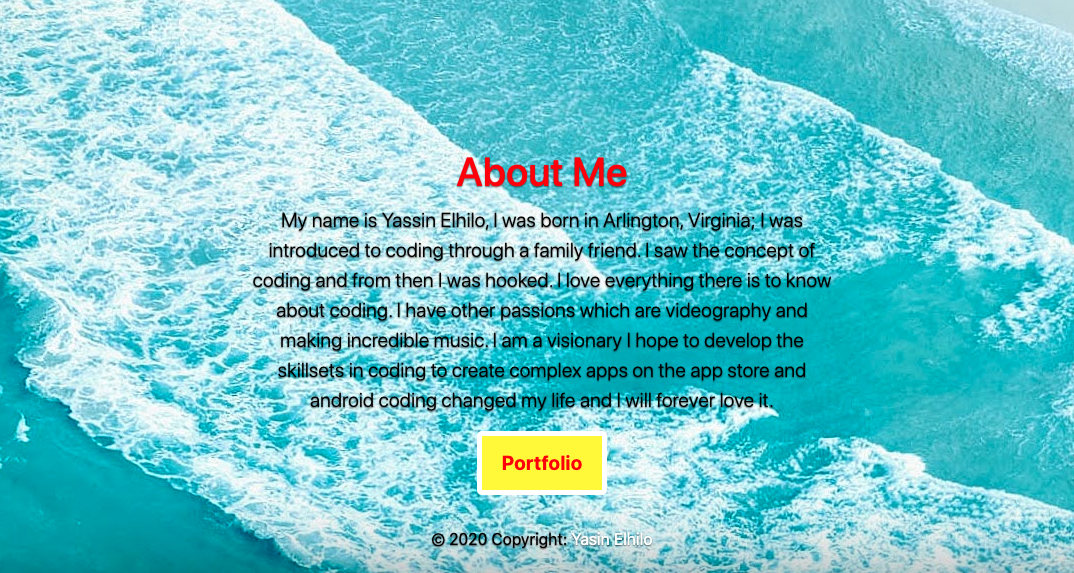 About Me
My name is Yassin Elhilo, I was born in Arlington, Virginia; I was
introduced to coding through a family friend. I saw the concept of
coding and from then I was hooked. I love everything there is to know
about coding. I have other passions which are videography and
making incredible music. I am a visionary I hope to develop the
skillsets in coding to create complex apps on the app store and
android coding changed my life and I will forever love it.
Portfolio
© 2020 Copyright: Yasin Elhilo